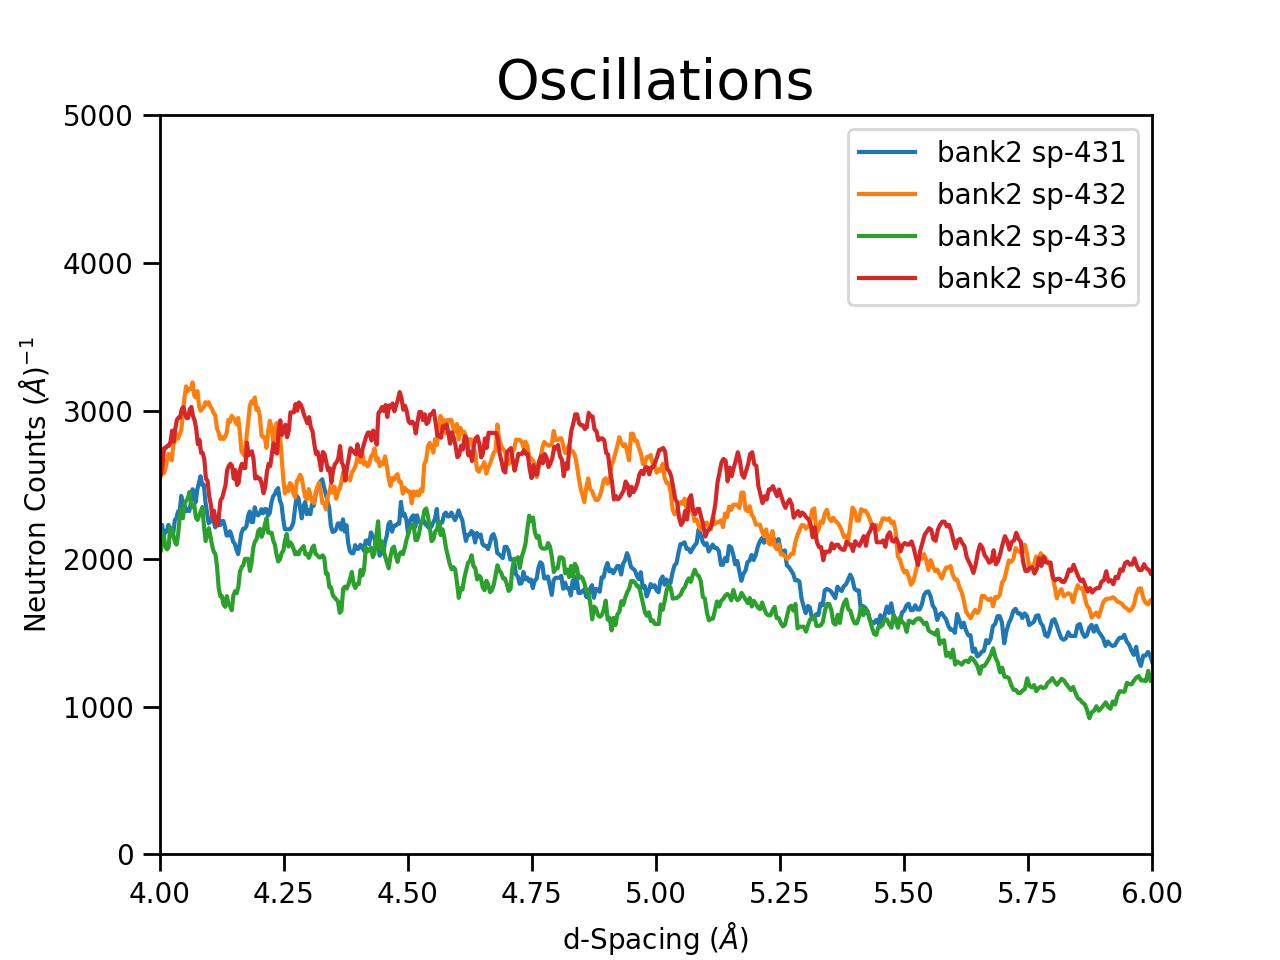 Oscillations
5000
4000
3000
2000
1000
0
Neutron Counts (Å)⁻¹
4.00 4.25 4.50 4.75 5.00 5.25 5.50 5.75 6.00
d-Spacing (Å)
bank2 sp-431
bank2 sp-432
bank2 sp-433
bank2 sp-436